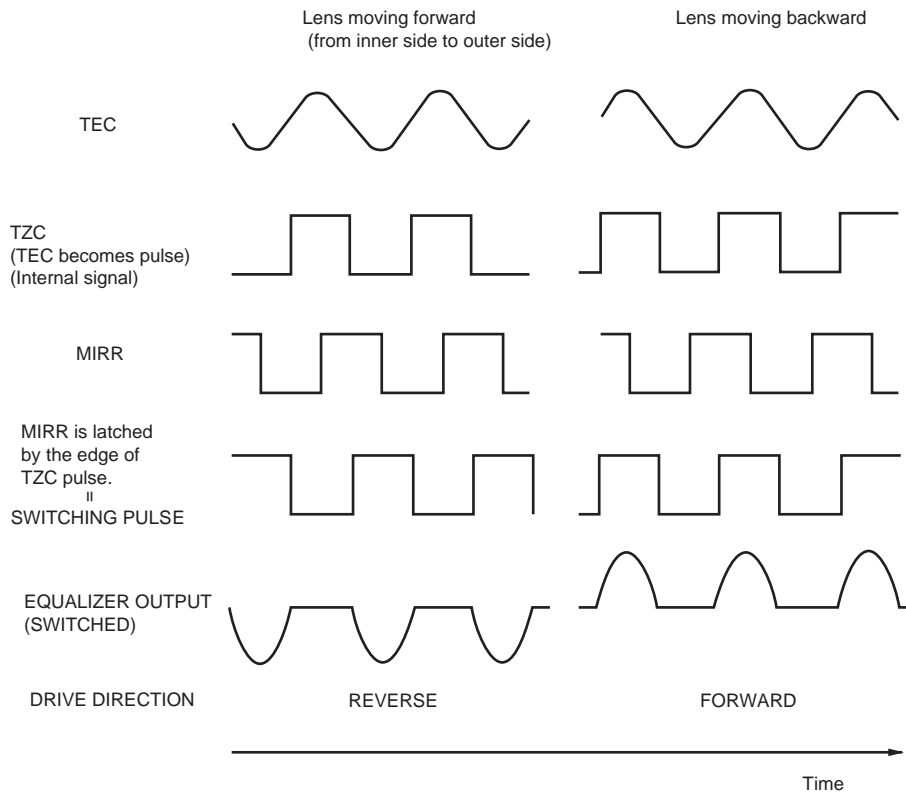 Lens moving forward
(from inner side to outer side)
Lens moving backward
TEC
TZC
(TEC becomes pulse)
(Internal signal)
MIRR
MIRR is latched
by the edge of
TZC pulse.
=
SWITCHING PULSE
EQUALIZER OUTPUT
(SWITCHED)
DRIVE DIRECTION
REVERSE
FORWARD
Time